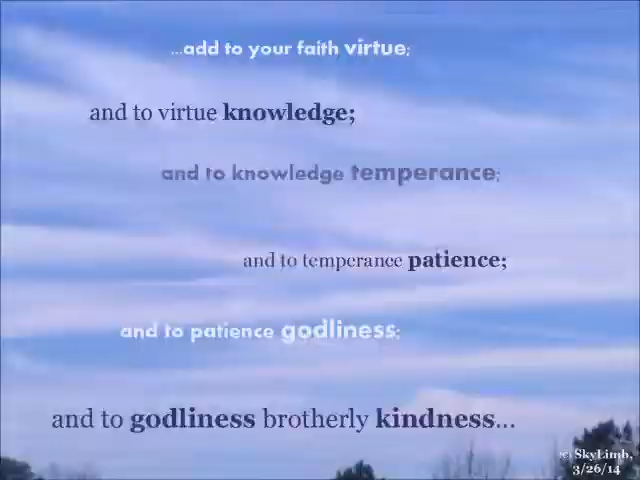 ...add to your faith virtue;
and to virtue knowledge;
and to knowledge temperance;
and to temperance patience;
and to patience godliness;
and to godliness brotherly kindness...
(c) SkyLimb,
3/26/14